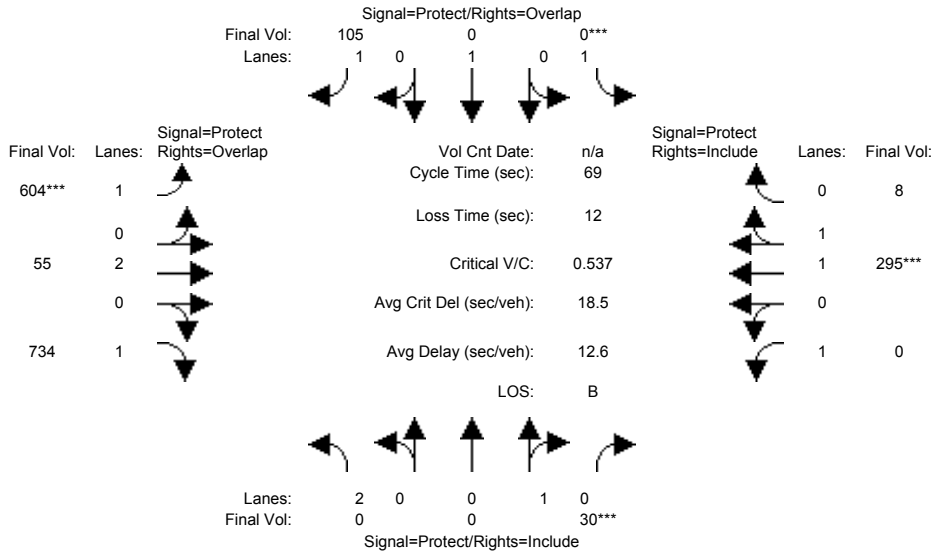 Signal=Protect/Rights=Overlap
Final Vol: 105 0 0***
Lanes: 1 0 1 0 1
Signal=Protect Signal=Protect
Final Vol: Lanes: Rights=Overlap Vol Cnt Date: n/a Rights=Include Lanes: Final Vol:
Cycle Time (sec): 69
604*** 1 0 8
Loss Time (sec): 12
0 1
55 2 Critical V/C: 0.537 1 295***
0 Avg Crit Del (sec/veh): 18.5 0
734 1 Avg Delay (sec/veh): 12.6 1 0
LOS: B
Lanes: 2 0 0 1 0
Final Vol: 0 0 30***
Signal=Protect/Rights=Include